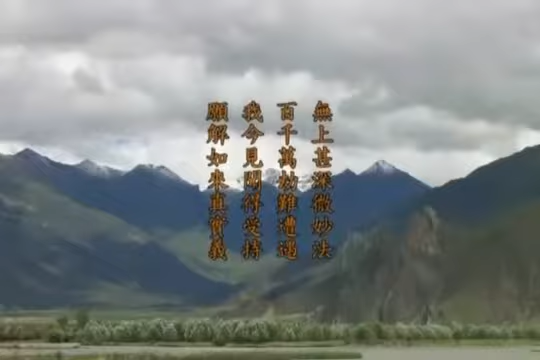 無上甚深微妙法
百千萬劫難遭遇
我今見聞得受持
願解如來真實義